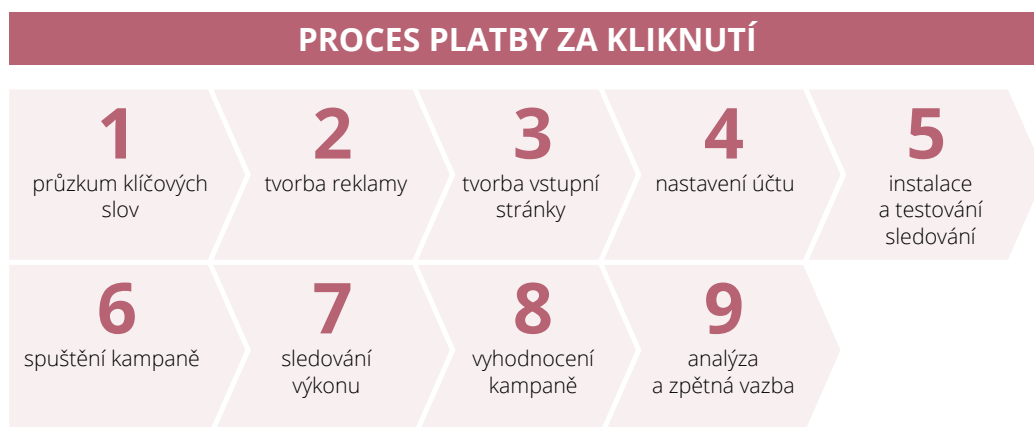 PROCES PLATBY ZA KLIKNUTÍ
1
průzkum klíčových
slov
2
tvorba reklamy
3
tvorba vstupní
stránky
4
nastavení účtu
5
instalace
a testování
sledování
6
spuštění kampaně
7
sledování
výkonu
8
vyhodnocení
kampaně
9
analýza
a zpětná vazba